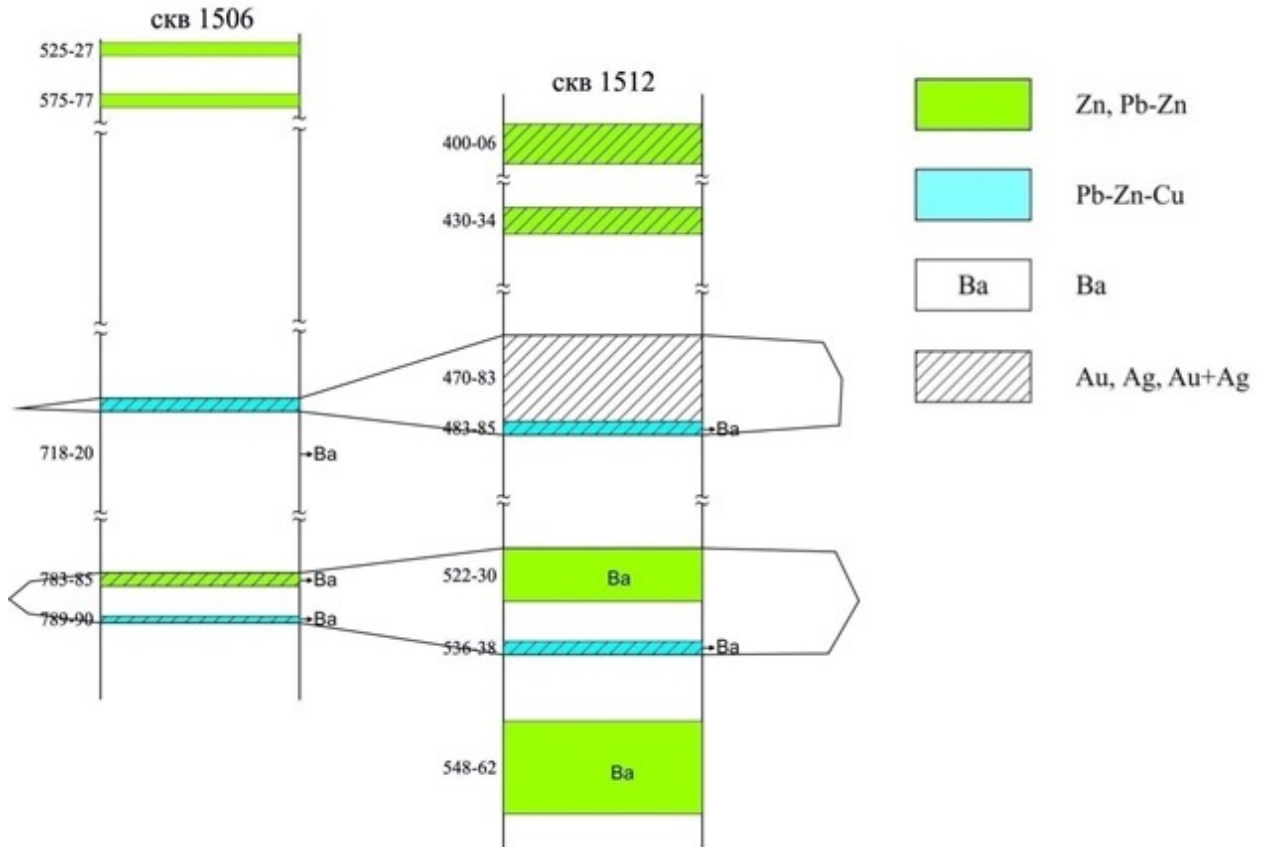 скв 1506
525-27
575-77
718-20
Ba
783-85
Ba
789-90
Ba
скв 1512
400-06
430-34
470-83
483-85
Ba
522-30
Ba
536-38
Ba
548-62
Ba
Zn, Pb-Zn
Pb-Zn-Cu
Ba
Ba
Au, Ag, Au+Ag